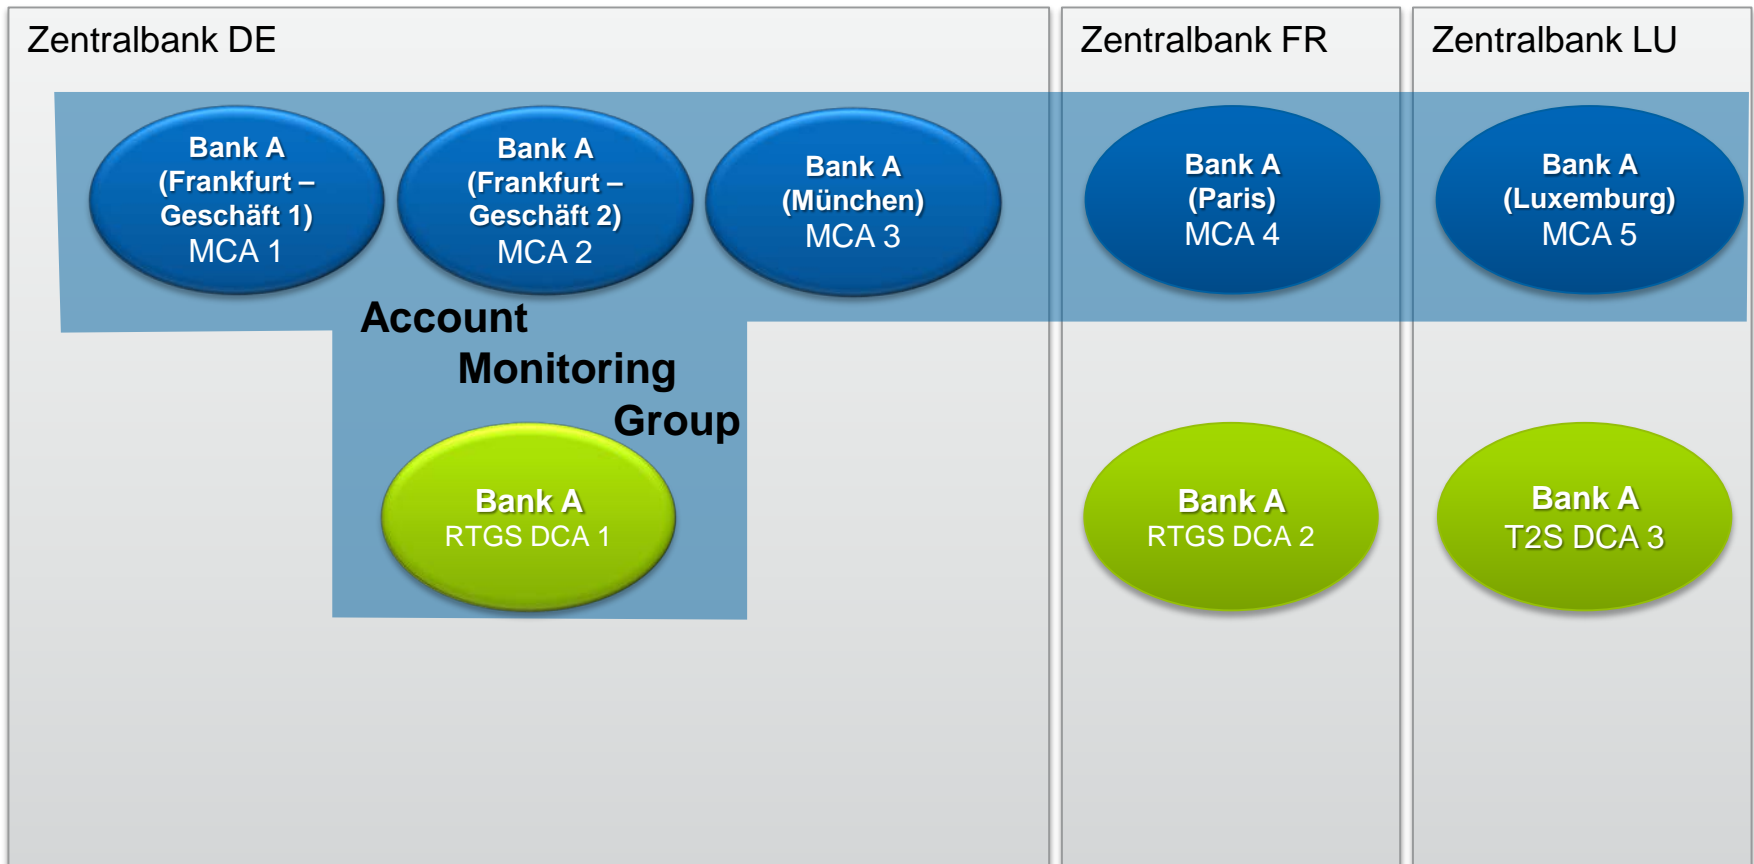 Zentralbank DE
Zentralbank FR
Zentralbank LU
Bank A
(Frankfurt –
Geschäft 1)
MCA 1
Bank A
(Frankfurt –
Geschäft 2)
MCA 2
Bank A
(München)
MCA 3
Bank A
(Paris)
MCA 4
Bank A
(Luxemburg)
MCA 5
Account
Monitoring
Group
Bank A
RTGS DCA 1
Bank A
RTGS DCA 2
Bank A
T2S DCA 3